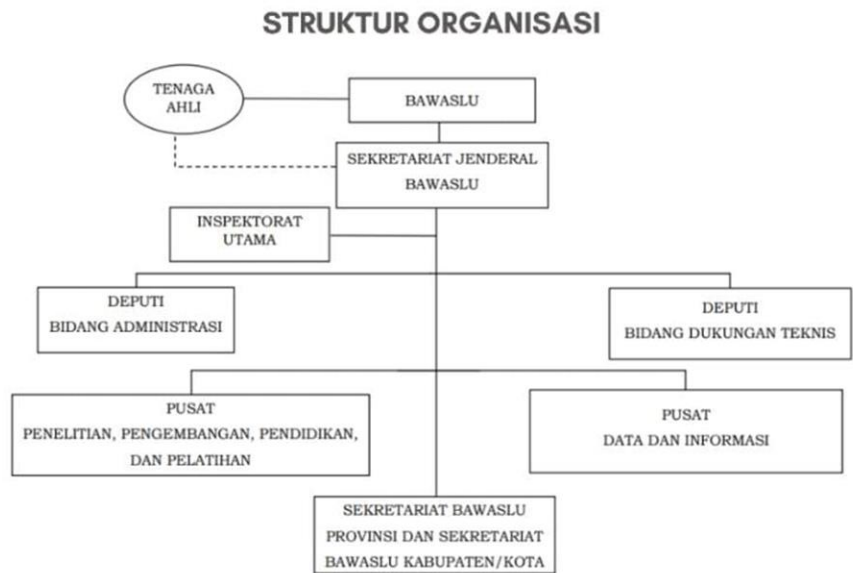 STRUKTUR ORGANISASI
TENAGA
AHLI
BAWASLU
SEKRETARIAT JENDERAL
BAWASLU
INSPEKTORAT
UTAMA
DEPUTI
BIDANG ADMINISTRASI
DEPUTI
BIDANG DUKUNGAN TEKNIS
PUSAT
PENELITIAN, PENGEMBANGAN, PENDIDIKAN,
DAN PELATIHAN
PUSAT
DATA DAN INFORMASI
SEKRETARIAT BAWASLU
PROVINSI DAN SEKRETARIAT
BAWASLU KABUPATEN/KOTA